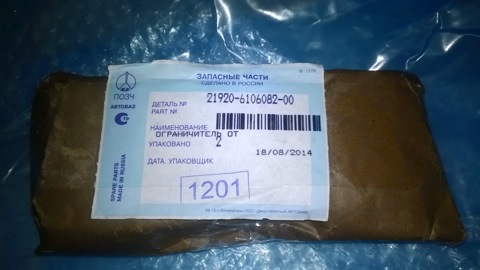 ЗАПАСНЫЕ ЧАСТИ
СДЕЛАНО В РОССИИ
ПОЗЧ
АВТОВАЗ
SPARE PARTS
MADE IN RUSSIA
ДЕТАЛЬ № 21920-6106082-00
PART №
НАИМЕНОВАНИЕ
ОГРАНИЧИТЕЛЬ ОТ
УПАКОВАНО 2
18/08/2014
ДАТА, УПАКОВЩИК
1201